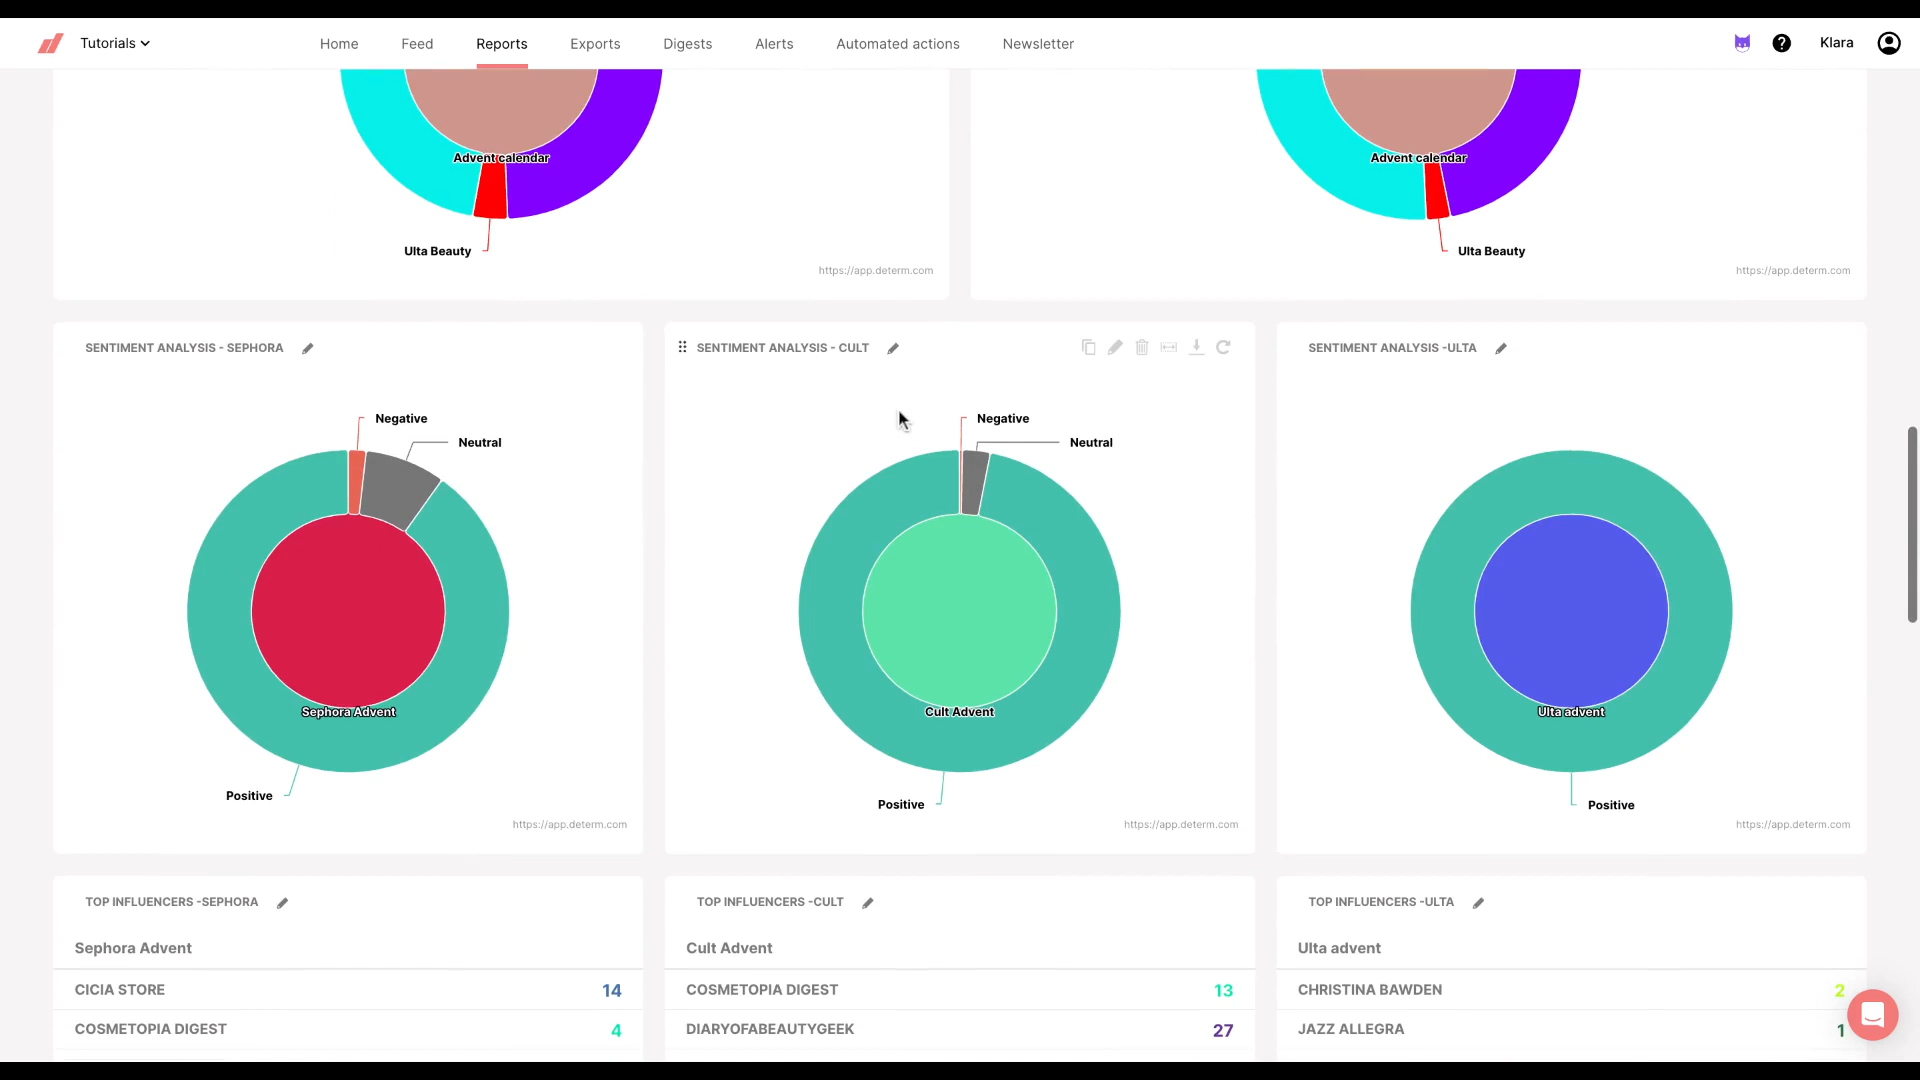 Tutorials
Home Feed Reports Exports Digests Alerts Automated actions Newsletter
Klara
Advent calendar
Ulta Beauty
https://app.determ.com
Advent calendar
Ulta Beauty
https://app.determ.com
SENTIMENT ANALYSIS - SEPHORA
Negative
Neutral
Sephora Advent
Positive
https://app.determ.com
SENTIMENT ANALYSIS - CULT
Negative
Neutral
Cult Advent
Positive
https://app.determ.com
SENTIMENT ANALYSIS -ULTA
Ulta advent
Positive
https://app.determ.com
TOP INFLUENCERS -SEPHORA
Sephora Advent
CICIA STORE 14
COSMETOPIA DIGEST 4
TOP INFLUENCERS -CULT
Cult Advent
COSMETOPIA DIGEST 13
DIARYOFABEAUTYGEEK 27
TOP INFLUENCERS -ULTA
Ulta advent
CHRISTINA BAWDEN 2
JAZZ ALLEGRA 1